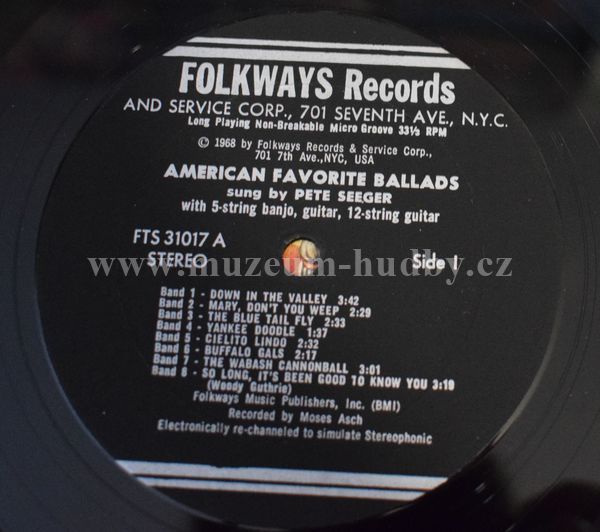 FOLKWAYS Records
AND SERVICE CORP., 701 SEVENTH AVE., N.Y.C.
Long Playing Non-Breakable Micro Groove 33⅓ RPM
© 1968 by Folkways Records & Service Corp.,
701 7th Ave., NYC, USA
AMERICAN FAVORITE BALLADS
sung by PETE SEEGER
with 5-string banjo, guitar, 12-string guitar
FTS 31017 A
STEREO
Side I
www.muzeum-hudby.cz
Band 1 - DOWN IN THE VALLEY 3:42
Band 2 - MARY, DON'T YOU WEEP 2:29
Band 3 - THE BLUE TAIL FLY 2:33
Band 4 - YANKEE DOODLE 1:37
Band 5 - CIELITO LINDO 2:32
Band 6 - BUFFALO GALS 2:17
Band 7 - THE WABASH CANNONBALL 3:01
Band 8 - SO LONG, IT'S BEEN GOOD TO KNOW YOU 3:19
(Woody Guthrie)
Folkways Music Publishers, Inc. (BMI)
Recorded by Moses Asch
Electronically re-channeled to simulate Stereophonic